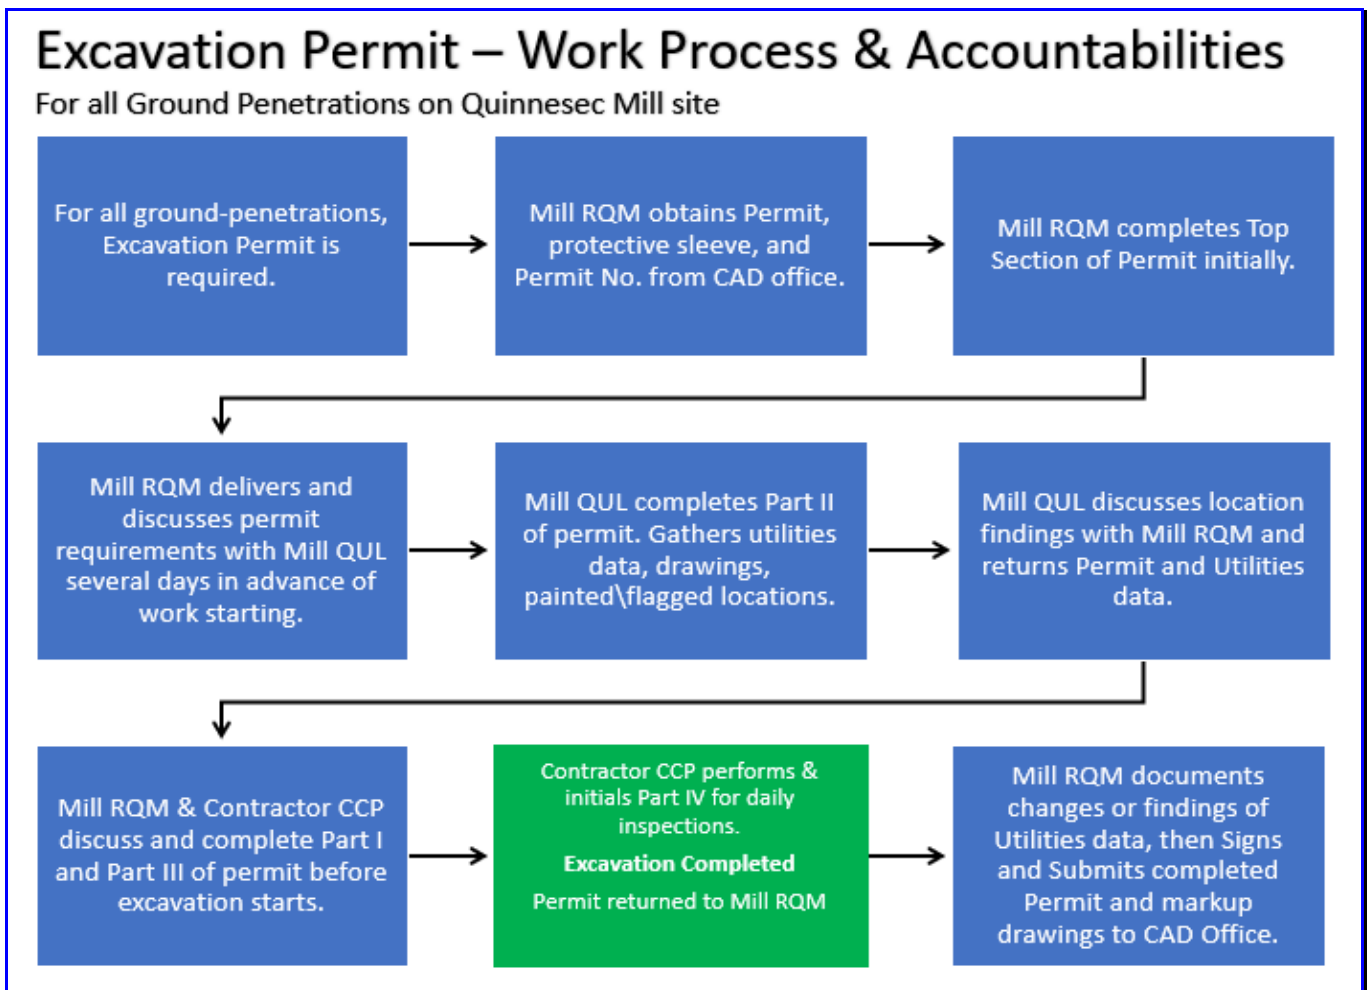 Excavation Permit – Work Process & Accountabilities
For all Ground Penetrations on Quinnesec Mill site
For all ground-penetrations,
Excavation Permit is
required.
Mill RQM obtains Permit,
protective sleeve, and
Permit No. from CAD office.
Mill RQM completes Top
Section of Permit initially.
Mill RQM delivers and
discusses permit
requirements with Mill QUL
several days in advance of
work starting.
Mill QUL completes Part II
of permit. Gathers utilities
data, drawings,
painted\flagged locations.
Mill QUL discusses location
findings with Mill RQM and
returns Permit and Utilities
data.
Mill RQM & Contractor CCP
discuss and complete Part I
and Part III of permit before
excavation starts.
Contractor CCP performs &
initials Part IV for daily
inspections.
Excavation Completed
Permit returned to Mill RQM
Mill RQM documents
changes or findings of
Utilities data, then Signs
and Submits completed
Permit and markup
drawings to CAD Office.